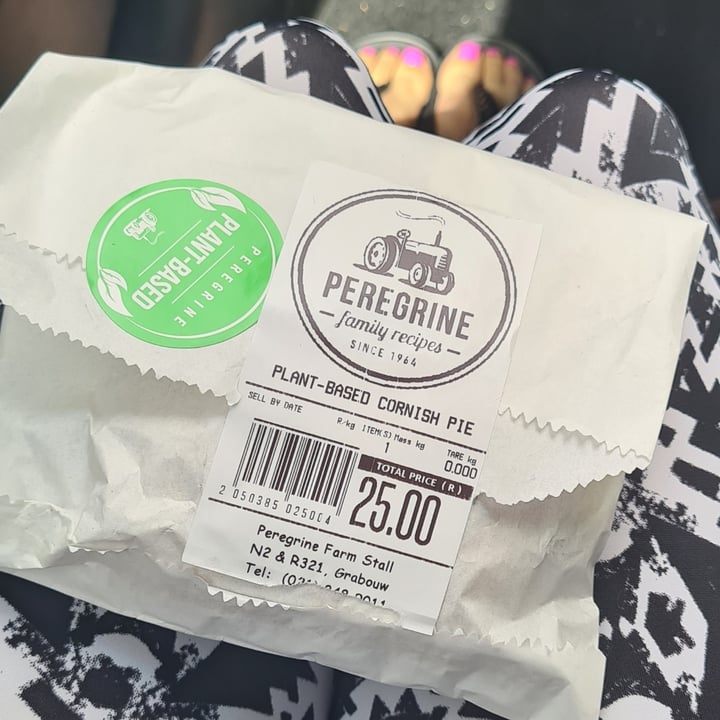 PLANT-BASED
PEREGRINE
PEREGRINE
family recipes
SINCE 1964
PLANT-BASED CORNISH PIE
SELL BY DATE
R/kg ITEM(S) Mass kg TARE kg
1 0.000
TOTAL PRICE (R)
25.00
2 050385 025004
Peregrine Farm Stall
N2 & R321, Grabouw
Tel: